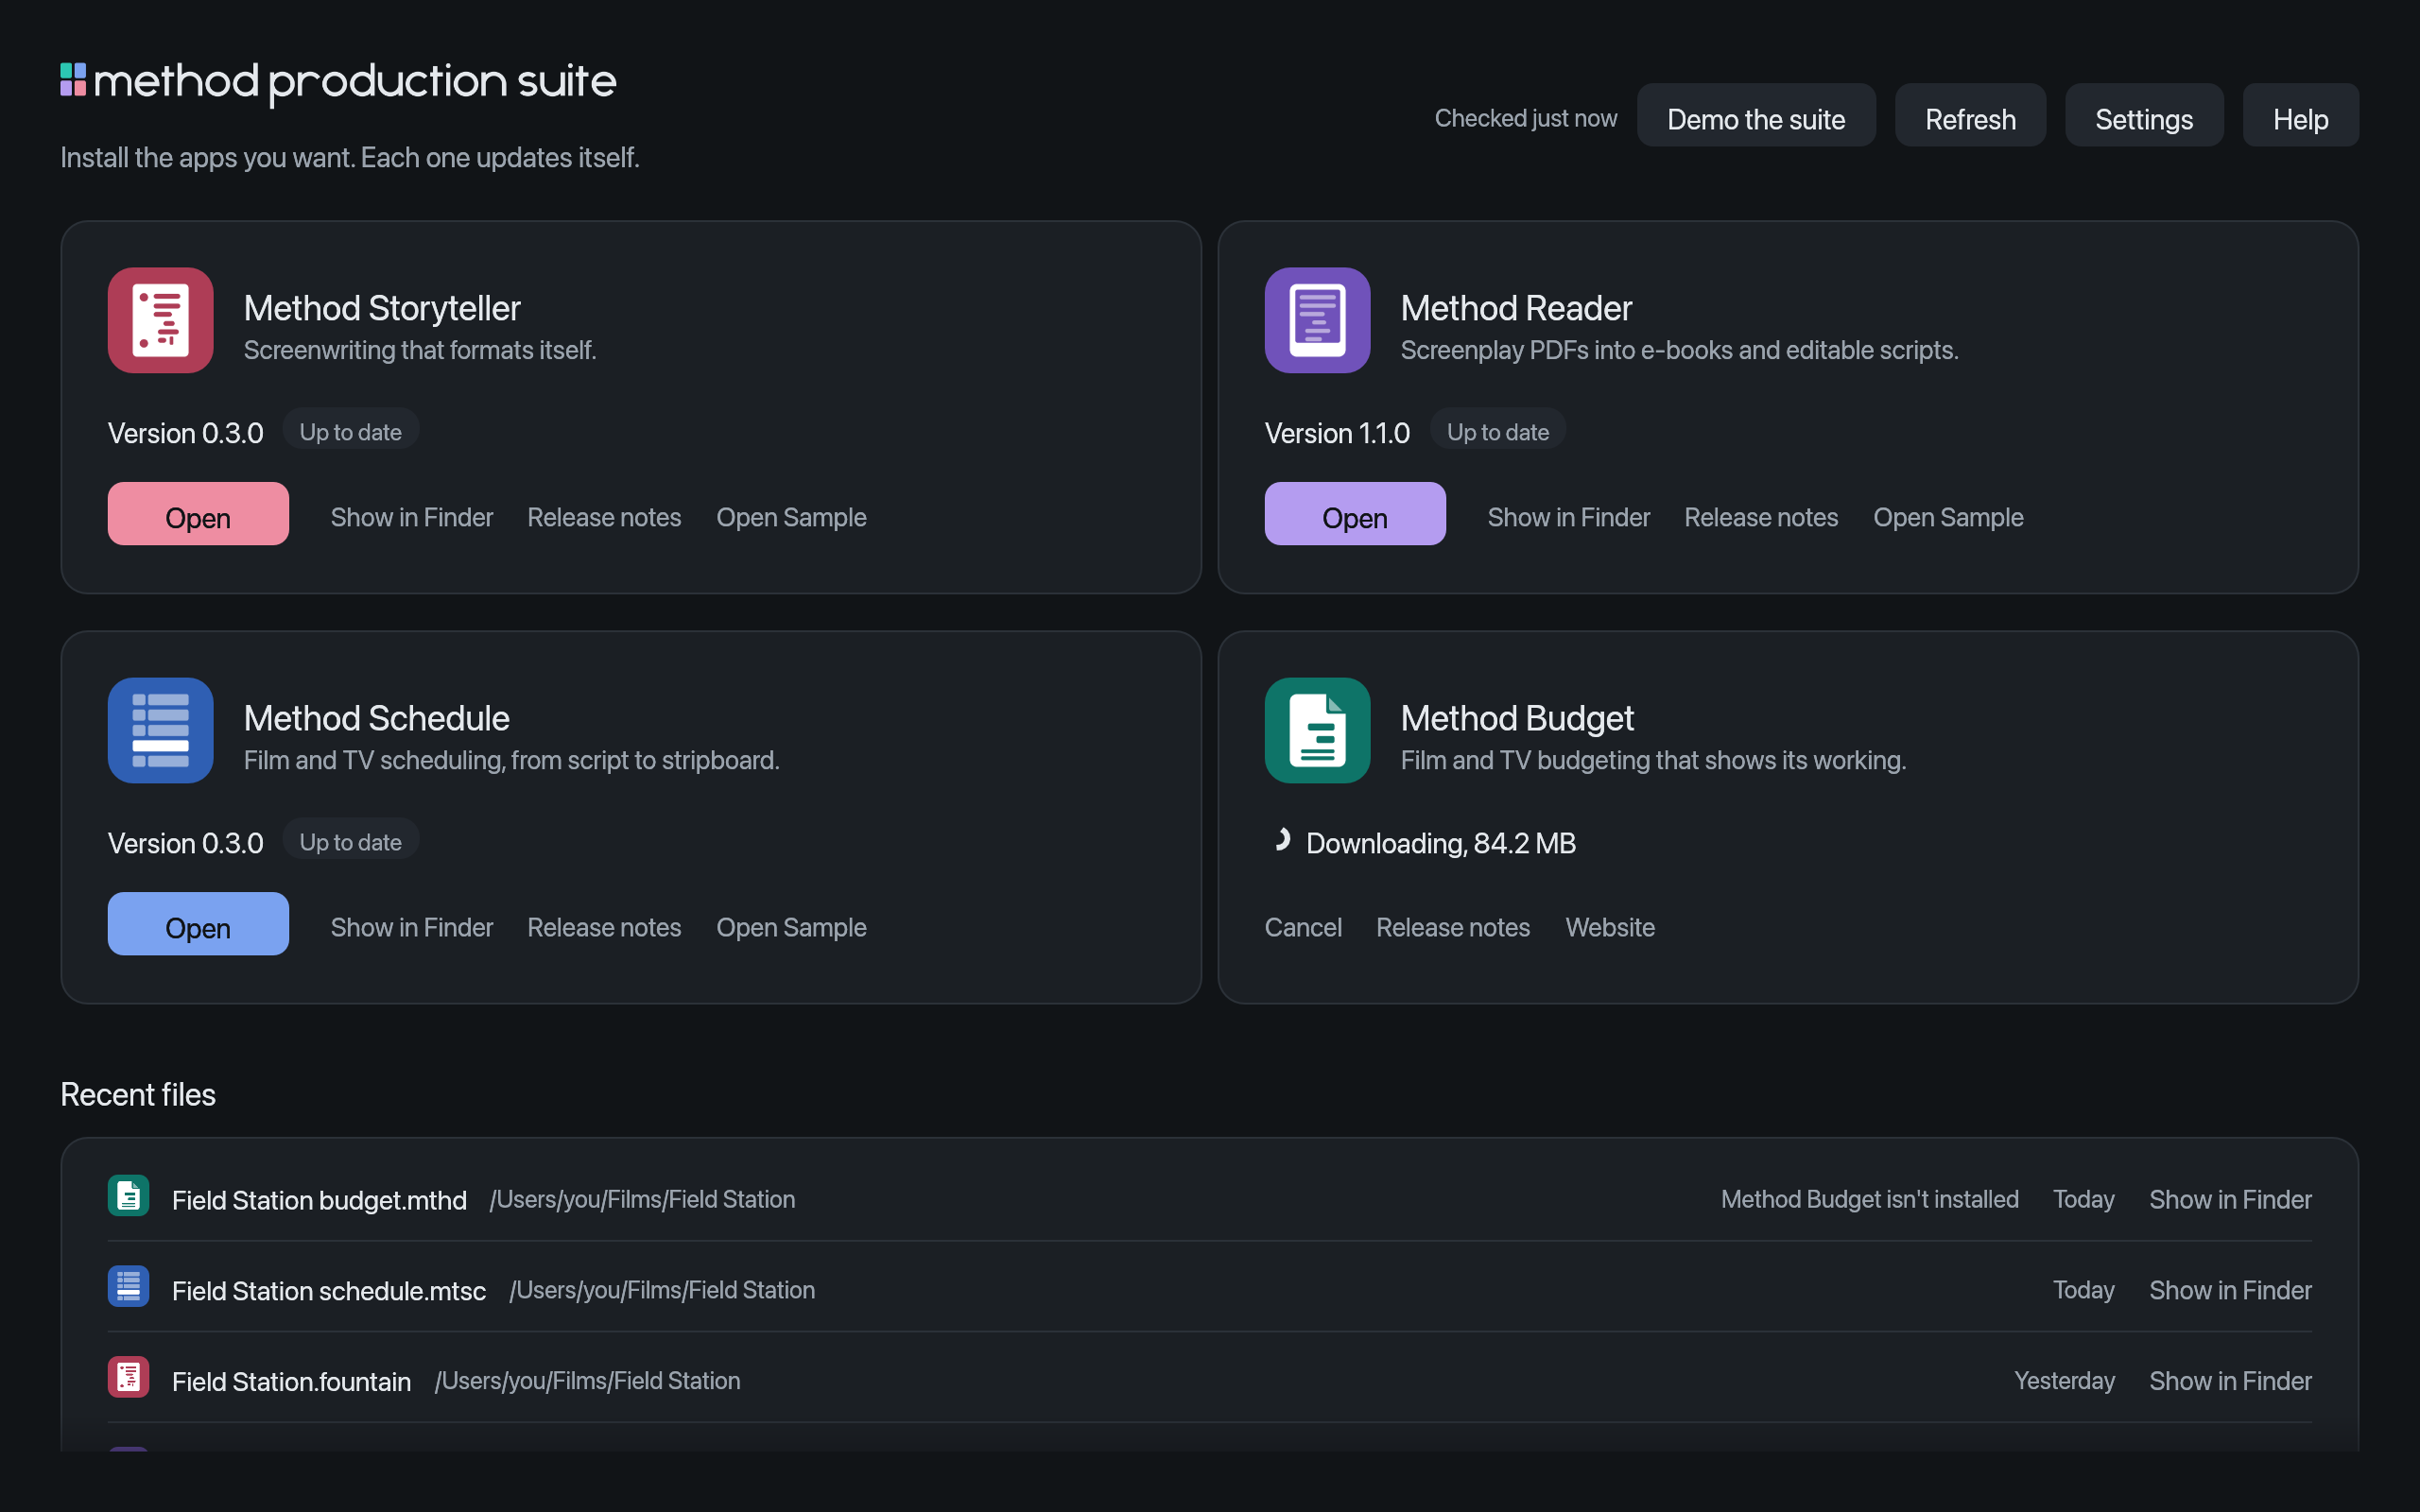 method production suite
Install the apps you want. Each one updates itself.
Checked just now
Demo the suite
Refresh
Settings
Help
Method Storyteller
Screenwriting that formats itself.
Version 0.3.0
Up to date
Open
Show in Finder
Release notes
Open Sample
Method Reader
Screenplay PDFs into e-books and editable scripts.
Version 1.1.0
Up to date
Open
Show in Finder
Release notes
Open Sample
Method Schedule
Film and TV scheduling, from script to stripboard.
Version 0.3.0
Up to date
Open
Show in Finder
Release notes
Open Sample
Method Budget
Film and TV budgeting that shows its working.
Downloading, 84.2 MB
Cancel
Release notes
Website
Recent files
Field Station budget.mthd /Users/you/Films/Field Station Method Budget isn't installed Today Show in Finder
Field Station schedule.mtsc /Users/you/Films/Field Station Today Show in Finder
Field Station.fountain /Users/you/Films/Field Station Yesterday Show in Finder